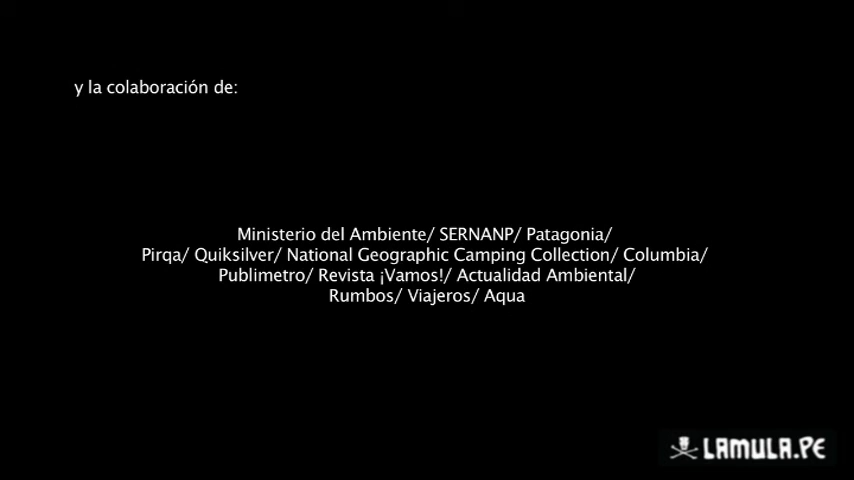 y la colaboración de:
Ministerio del Ambiente/ SERNANP/ Patagonia/
Pirqa/ Quiksilver/ National Geographic Camping Collection/ Columbia/
Publimetro/ Revista ¡Vamos!/ Actualidad Ambiental/
Rumbos/ Viajeros/ Aqua
LAMULA.PE